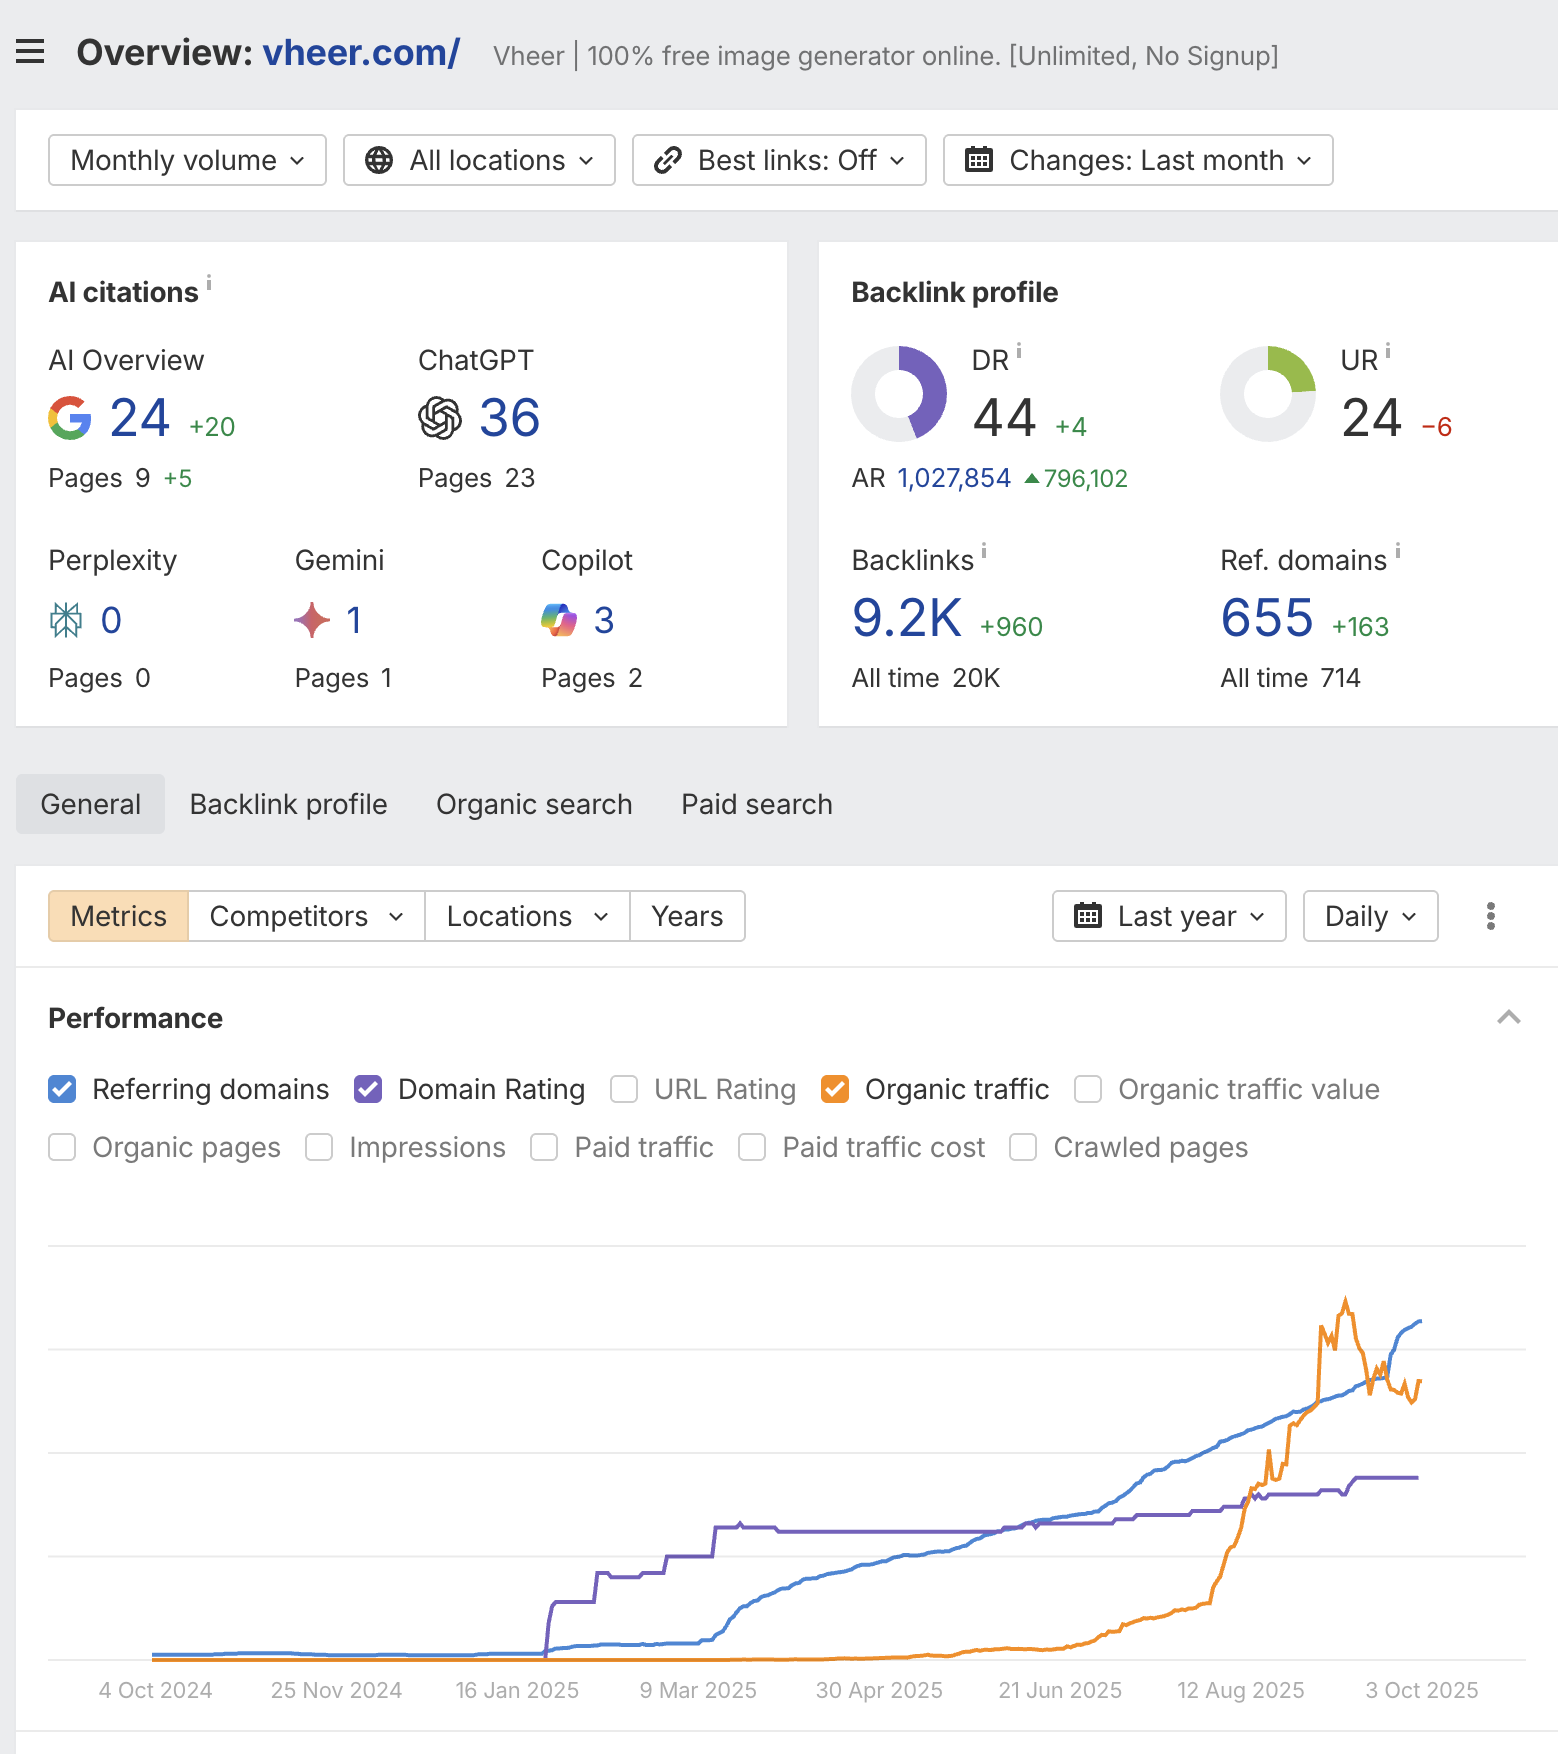 Overview: vheer.com/ Vheer | 100% free image generator online. [Unlimited, No Signup]
Monthly volume All locations Best links: Off Changes: Last month
AI citations i
AI Overview ChatGPT
24 +20 36
Pages 9 +5 Pages 23
Perplexity Gemini Copilot
0 1 3
Pages 0 Pages 1 Pages 2
Backlink profile
DR i UR i
44 +4 24 −6
AR 1,027,854 ▲796,102
Backlinks i Ref. domains i
9.2K +960 655 +163
All time 20K All time 714
General Backlink profile Organic search Paid search
Metrics Competitors Locations Years Last year Daily
Performance
Referring domains Domain Rating URL Rating Organic traffic Organic traffic value
Organic pages Impressions Paid traffic Paid traffic cost Crawled pages
4 Oct 2024 25 Nov 2024 16 Jan 2025 9 Mar 2025 30 Apr 2025 21 Jun 2025 12 Aug 2025 3 Oct 2025